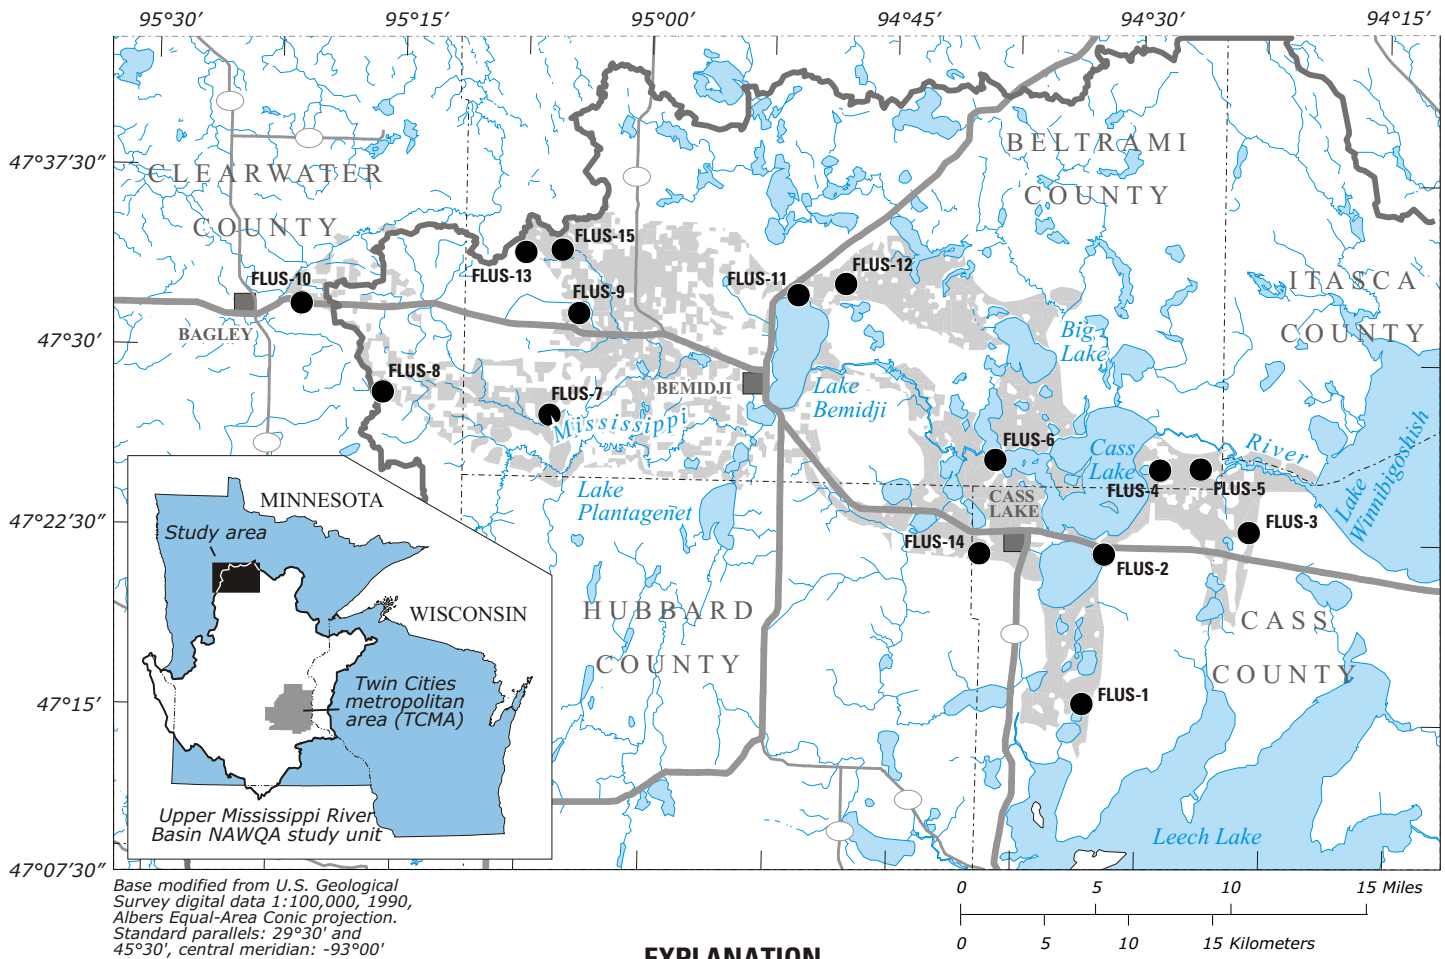 95°30′ 95°15′ 95°00′ 94°45′ 94°30′ 94°15′
47°37′30″
47°30′
47°22′30″
47°15′
47°07′30″
CLEARWATER
COUNTY
BELTRAMI
COUNTY
ITASCA
COUNTY
HUBBARD
COUNTY
CASS
COUNTY
FLUS-15
FLUS-13
FLUS-10
FLUS-9
FLUS-11
FLUS-12
FLUS-8
FLUS-7
FLUS-6
FLUS-4
FLUS-5
FLUS-3
FLUS-14
FLUS-2
FLUS-1
BAGLEY
BEMIDJI
CASS
LAKE
Big
Lake
Lake
Bemidji
Mississippi
River
Cass
Lake
Lake
Winnibigoshish
Lake
Plantagenet
Leech Lake
MINNESOTA
Study area
WISCONSIN
Twin Cities
metropolitan
area (TCMA)
Upper Mississippi River
Basin NAWQA study unit
Base modified from U.S. Geological
Survey digital data 1:100,000, 1990,
Albers Equal-Area Conic projection.
Standard parallels: 29°30' and
45°30', central meridian: -93°00'
0 5 10 15 Miles
0 5 10 15 Kilometers
EXPLANATION